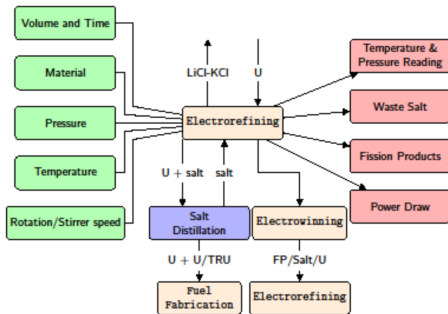 Volume and Time
Material
Pressure
Temperature
Rotation/Stirrer speed
LiCl-KCl
U
Electrorefining
U + salt
salt
Salt
Distillation
Electrowinning
U + U/TRU
FP/Salt/U
Fuel
Fabrication
Electrorefining
Temperature &
Pressure Reading
Waste Salt
Fission Products
Power Draw